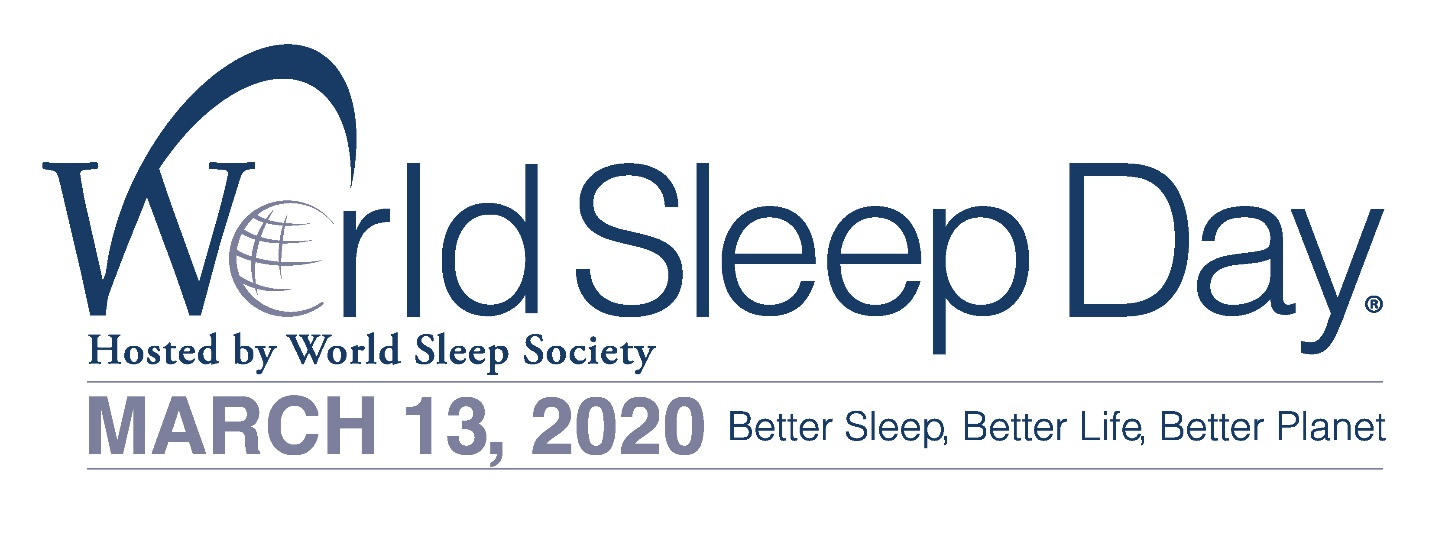 World Sleep Day®
Hosted by World Sleep Society
MARCH 13, 2020 Better Sleep, Better Life, Better Planet